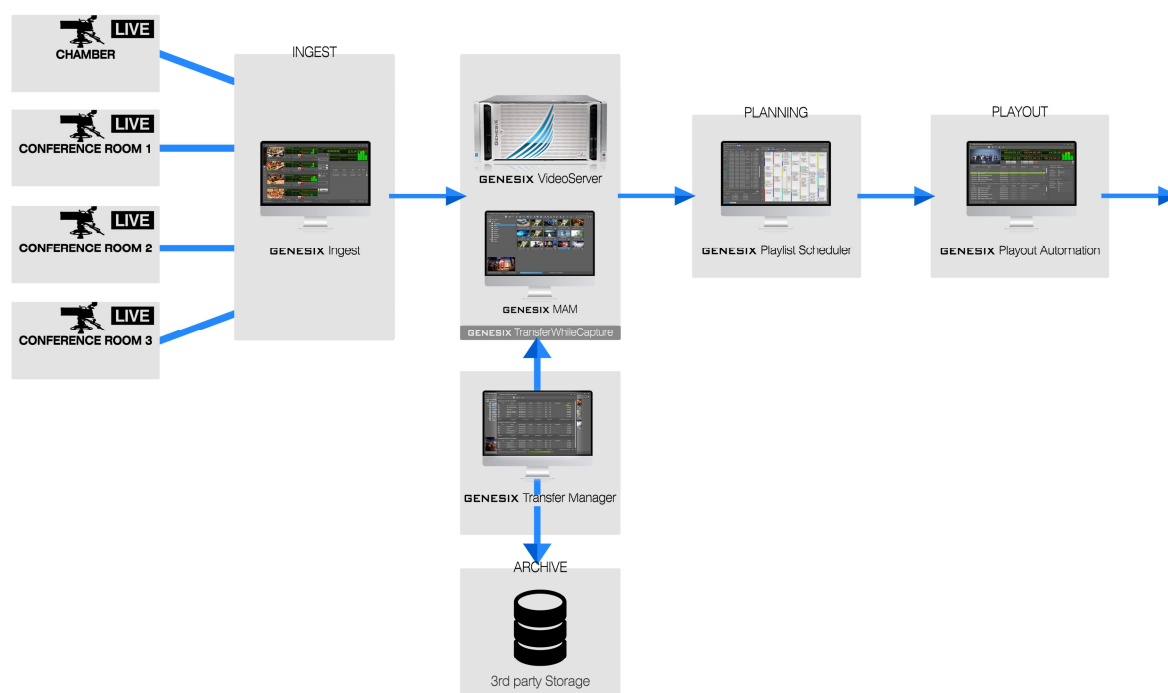 LIVE
CHAMBER
LIVE
CONFERENCE ROOM 1
LIVE
CONFERENCE ROOM 2
LIVE
CONFERENCE ROOM 3
INGEST
GENESIX Ingest
GENESIX
GENESIX VideoServer
GENESIX MAM
GENESIX TransferWhileCapture
GENESIX Transfer Manager
ARCHIVE
3rd party Storage
PLANNING
GENESIX Playlist Scheduler
PLAYOUT
GENESIX Playout Automation